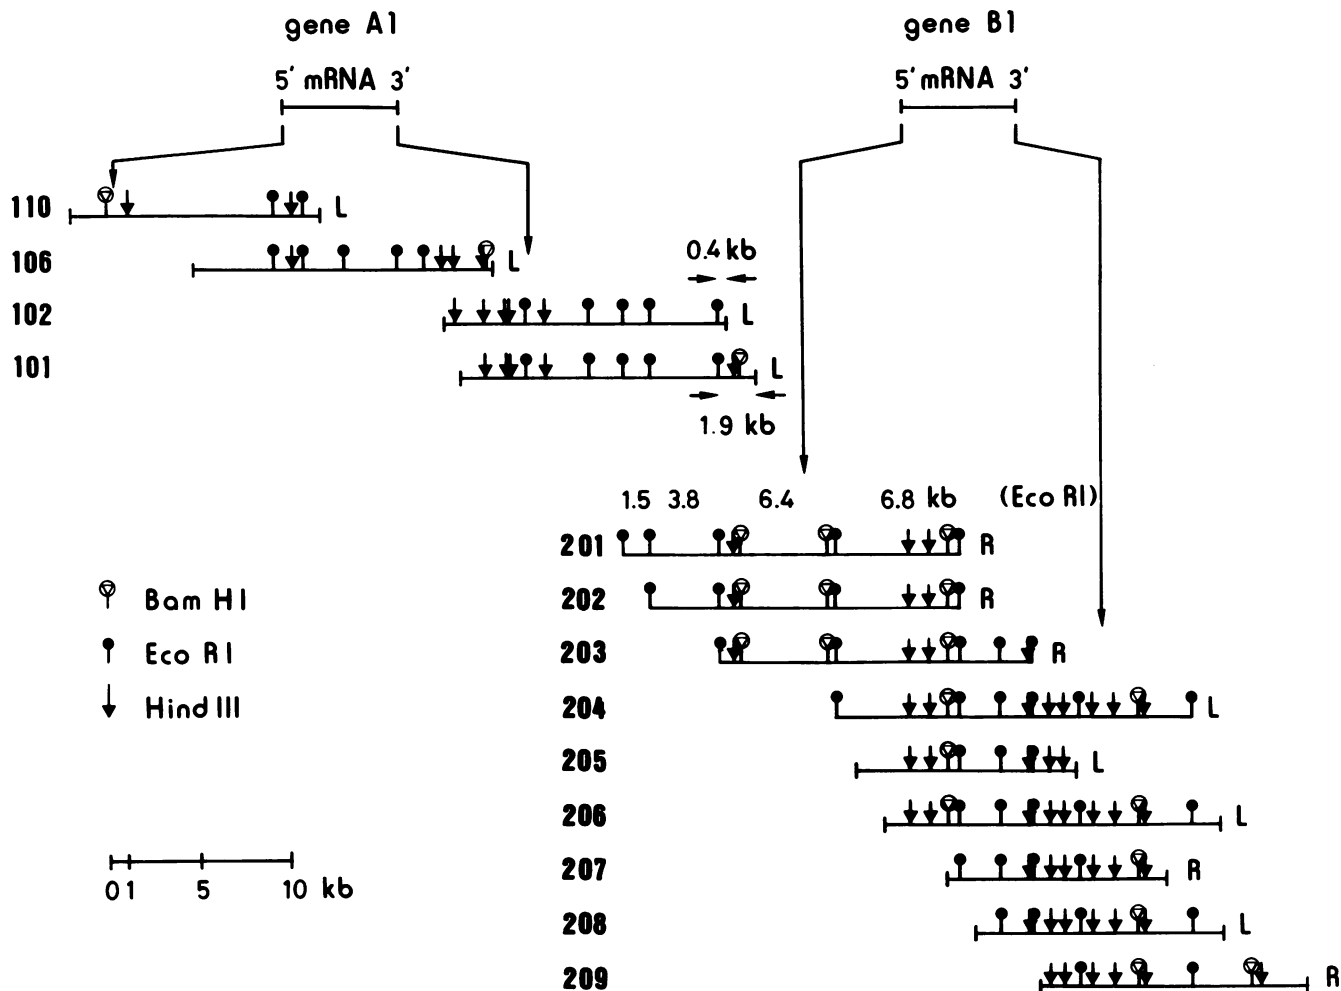 gene A1
gene B1
5' mRNA 3'
5' mRNA 3'
110 L
106 L
0.4 kb
102 L
101 L
1.9 kb
1.5 3.8 6.4 6.8 kb (Eco RI)
201 R
202 R
203 R
204 L
205 L
206 L
207 R
208 L
209 R
Bam HI
Eco RI
Hind III
0 1 5 10 kb